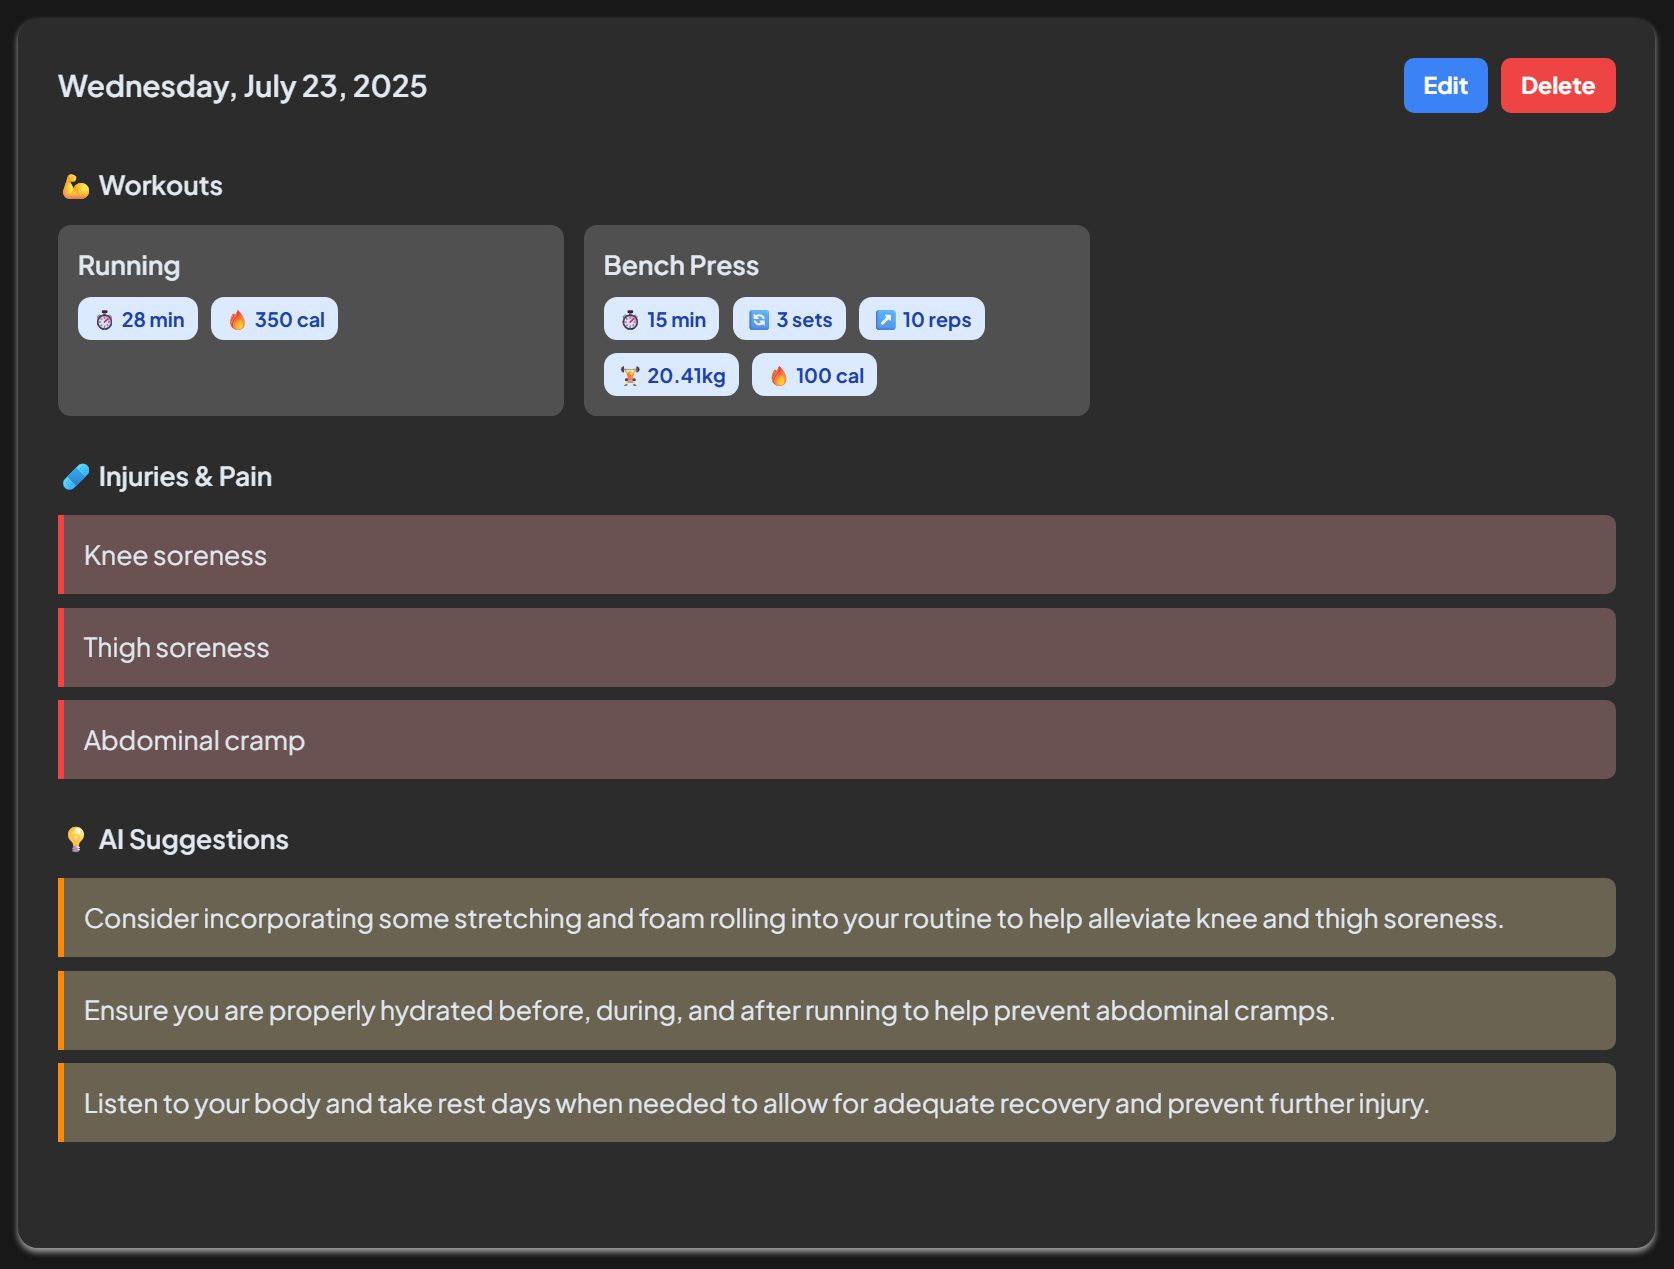 Wednesday, July 23, 2025
Edit
Delete
Workouts
Running
28 min
350 cal
Bench Press
15 min
3 sets
10 reps
20.41kg
100 cal
Injuries & Pain
Knee soreness
Thigh soreness
Abdominal cramp
AI Suggestions
Consider incorporating some stretching and foam rolling into your routine to help alleviate knee and thigh soreness.
Ensure you are properly hydrated before, during, and after running to help prevent abdominal cramps.
Listen to your body and take rest days when needed to allow for adequate recovery and prevent further injury.